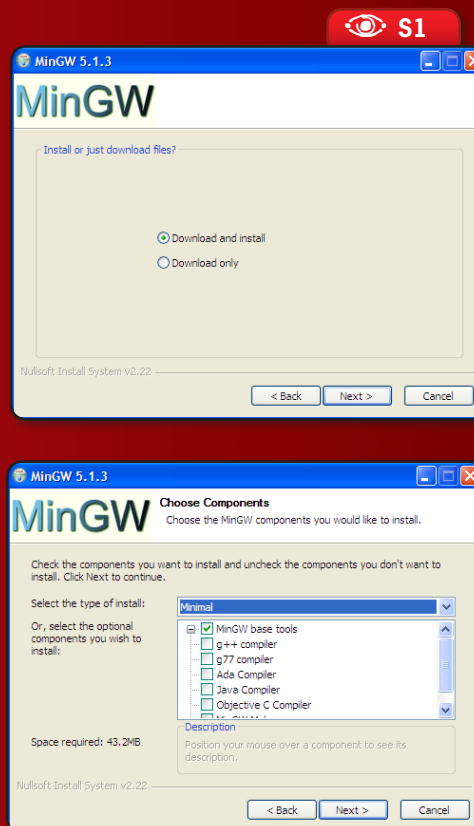 S1
MinGW 5.1.3
MinGW
Install or just download files?
Download and install
Download only
Nullsoft Install System v2.22
< Back
Next >
Cancel
MinGW 5.1.3
MinGW
Choose Components
Choose the MinGW components you would like to install.
Check the components you want to install and uncheck the components you don't want to
install. Click Next to continue.
Select the type of install:
Minimal
Or, select the optional
components you wish to
install:
MinGW base tools
g++ compiler
g77 compiler
Ada Compiler
Java Compiler
Objective C Compiler
Description
Position your mouse over a component to see its
description.
Space required: 43.2MB
Nullsoft Install System v2.22
< Back
Next >
Cancel